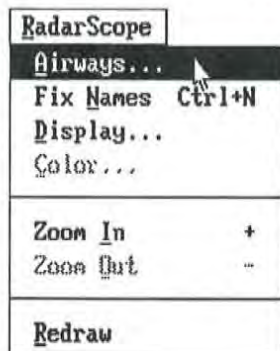 RadarScope
Airways...
Fix Names Ctrl+N
Display...
Color...
Zoom In +
Zoom Out -
Redraw